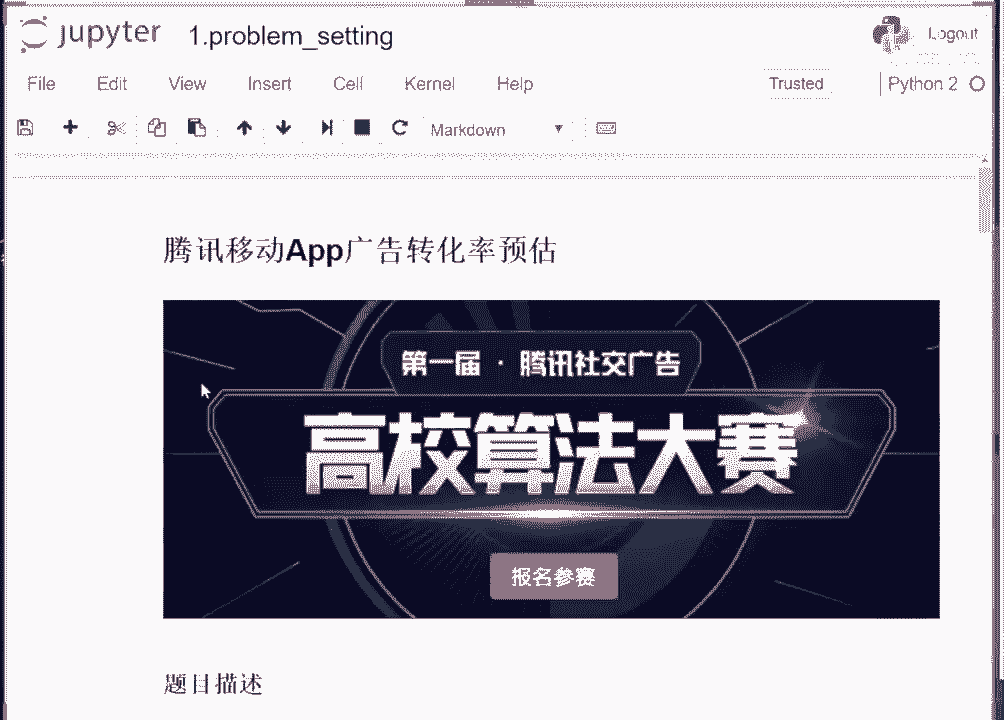 jupyter 1.problem_setting
Logout
File Edit View Insert Cell Kernel Help Trusted Python 2
Markdown
腾讯移动App广告转化率预估
第一届 · 腾讯社交广告
高校算法大赛
报名参赛
题目描述